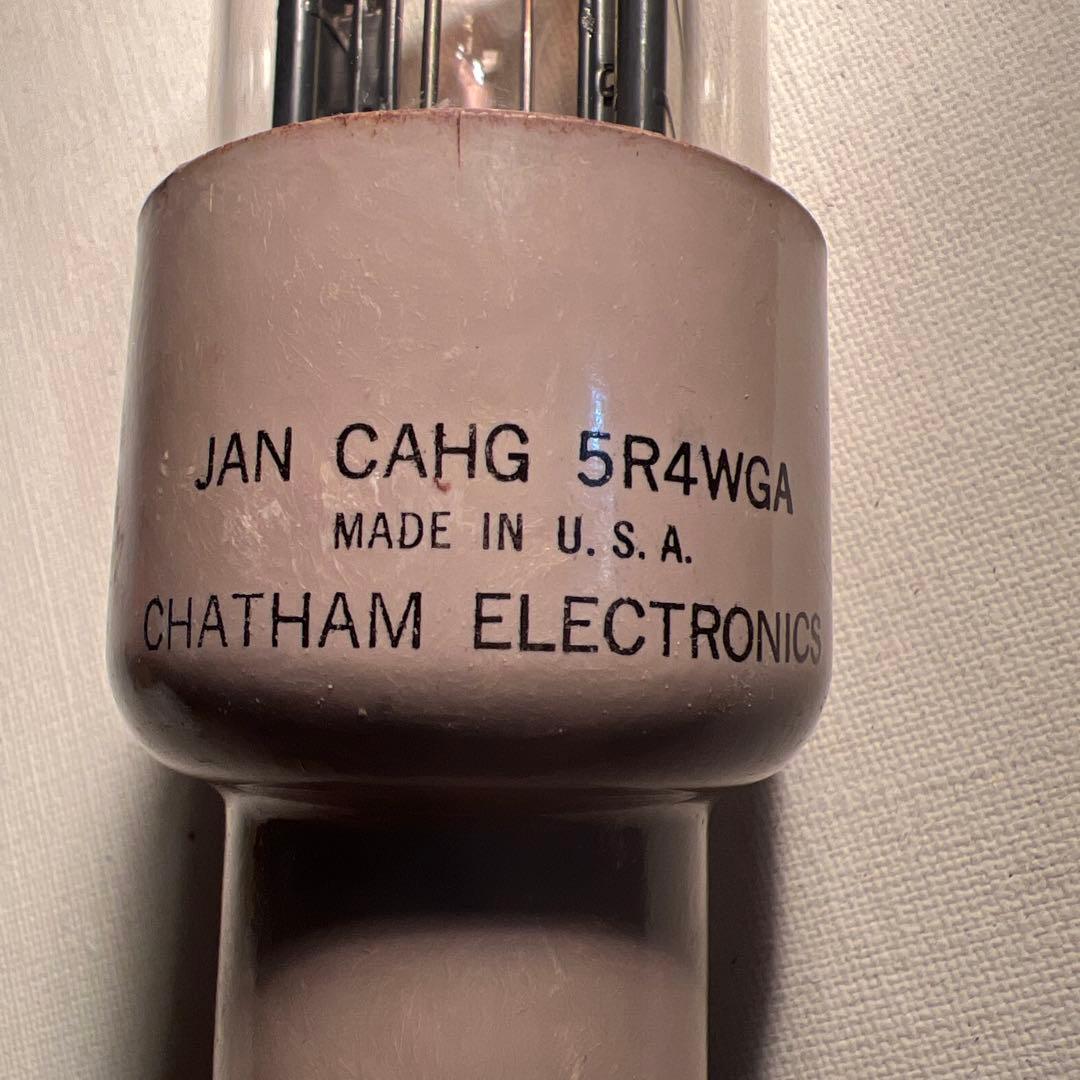 JAN CAHG 5R4WGA
MADE IN U.S.A.
CHATHAM ELECTRONICS